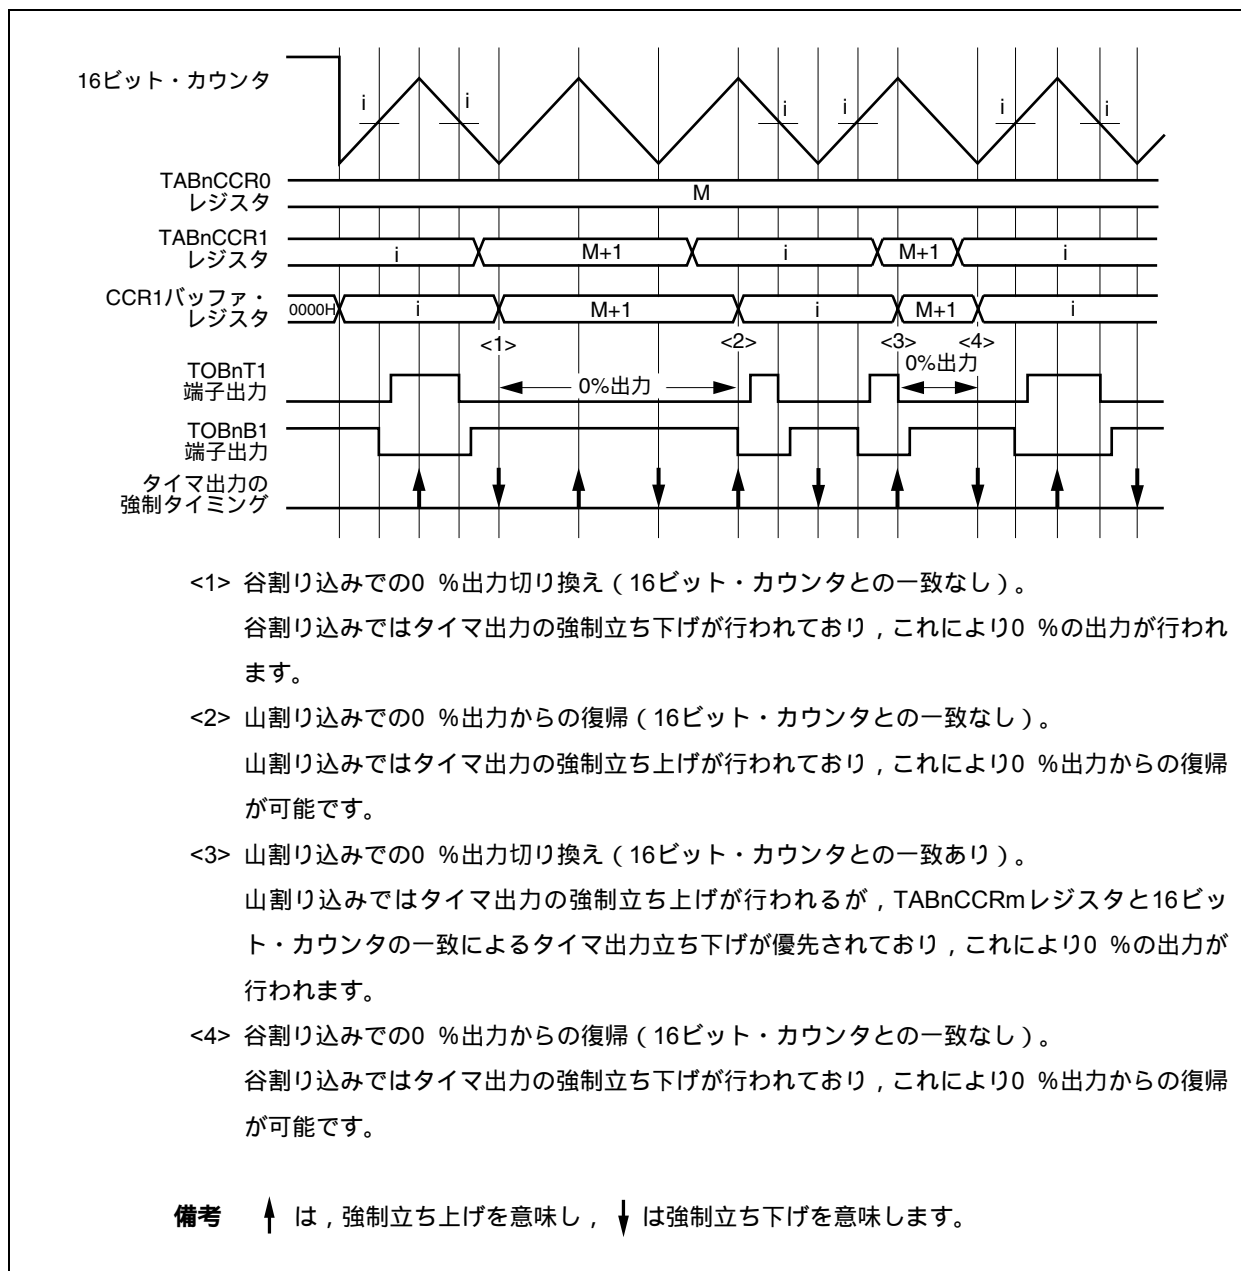 16ビット・カウンタ
i i i i i i
TABnCCR0
レジスタ
M
TABnCCR1
レジスタ
i M+1 i M+1 i
CCR1バッファ・
レジスタ
0000H i M+1 i M+1 i
<1> <2> <3> <4>
TOBnT1
端子出力
0%出力 0%出力
TOBnB1
端子出力
タイマ出力の
強制タイミング
<1> 谷割り込みでの0 %出力切り換え(16ビット・カウンタとの一致なし)。
谷割り込みではタイマ出力の強制立ち下げが行われており,これにより0 %の出力が行われ
ます。
<2> 山割り込みでの0 %出力からの復帰(16ビット・カウンタとの一致なし)。
山割り込みではタイマ出力の強制立ち上げが行われており,これにより0 %出力からの復帰
が可能です。
<3> 山割り込みでの0 %出力切り換え(16ビット・カウンタとの一致あり)。
山割り込みではタイマ出力の強制立ち上げが行われるが,TABnCCRmレジスタと16ビッ
ト・カウンタの一致によるタイマ出力立ち下げが優先されており,これにより0 %の出力が
行われます。
<4> 谷割り込みでの0 %出力からの復帰(16ビット・カウンタとの一致なし)。
谷割り込みではタイマ出力の強制立ち下げが行われており,これにより0 %出力からの復帰
が可能です。
備考 ↑ は,強制立ち上げを意味し,↓ は強制立ち下げを意味します。